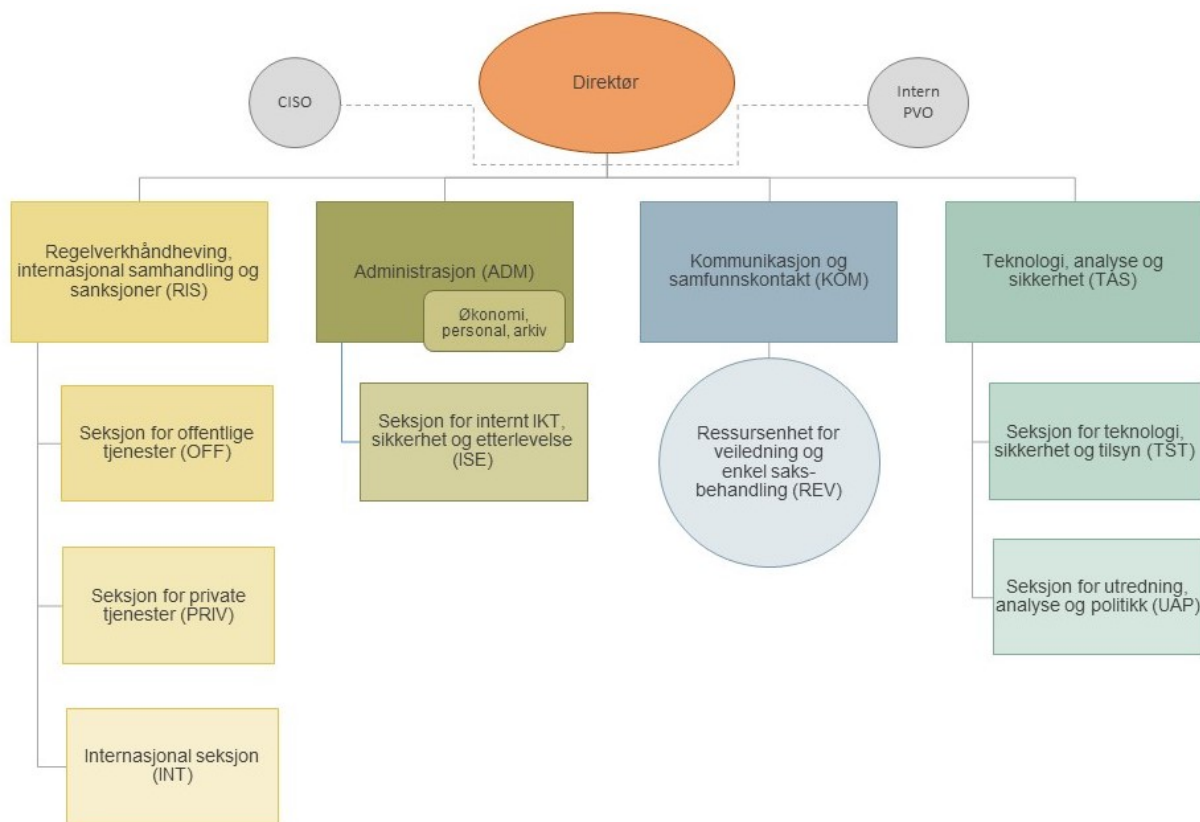 Direktør
CISO
Intern
PVO
Regelverkhåndheving,
internasjonal samhandling og
sanksjoner (RIS)
Administrasjon (ADM)
Økonomi,
personal, arkiv
Kommunikasjon og
samfunnskontakt (KOM)
Teknologi, analyse og
sikkerhet (TAS)
Seksjon for offentlige
tjenester (OFF)
Seksjon for internt IKT,
sikkerhet og etterlevelse
(ISE)
Ressursenhet for
veiledning og
enkel saks-
behandling (REV)
Seksjon for teknologi,
sikkerhet og tilsyn (TST)
Seksjon for private
tjenester (PRIV)
Seksjon for utredning,
analyse og politikk (UAP)
Internasjonal seksjon
(INT)